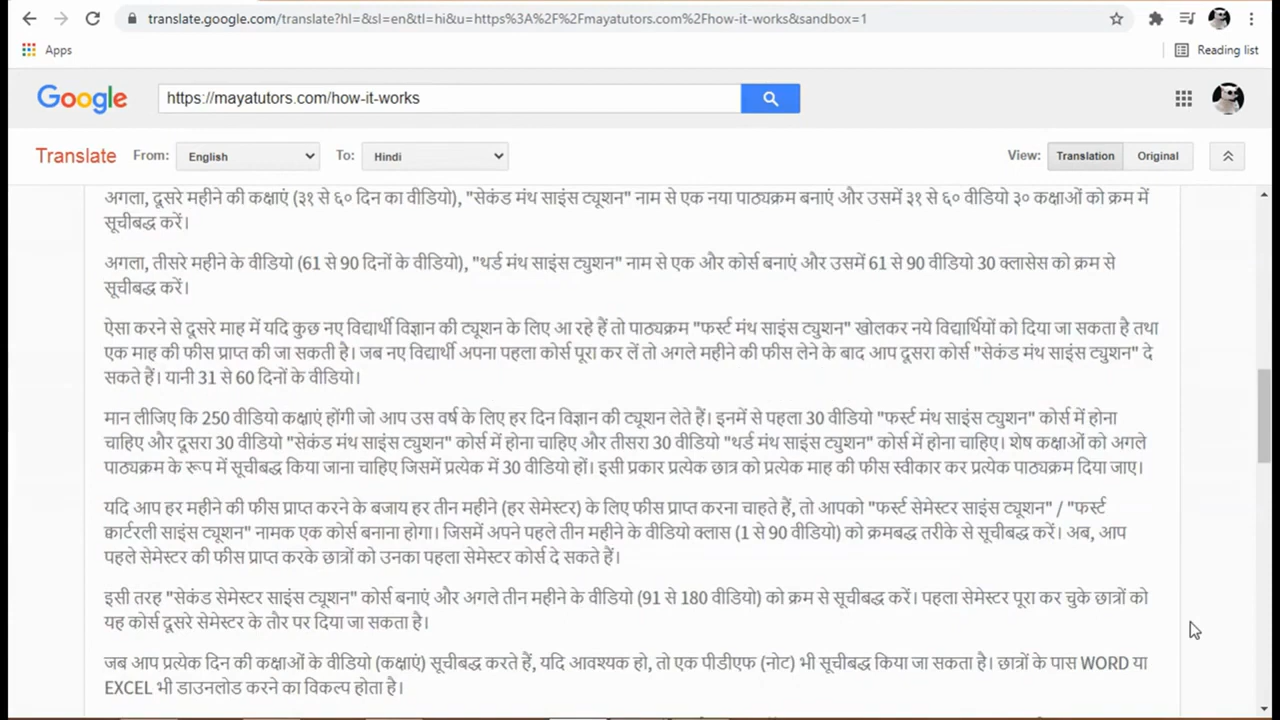 translate.google.com/translate?hl=&sl=en&tl=hi&u=https%3A%2F%2Fmayatutors.com%2Fhow-it-works&sandbox=1
Apps
Reading list
Google
https://mayatutors.com/how-it-works
Translate
From:
English
To:
Hindi
View:
Translation
Original
अगला, दूसरे महीने की कक्षाएं (३१ से ६० दिन का वीडियो), "सेकंड मंथ साइंस ट्यूशन" नाम से एक नया पाठ्यक्रम बनाएं और उसमें ३१ से ६० वीडियो ३० कक्षाओं को क्रम में
सूचीबद्ध करें।
अगला, तीसरे महीने के वीडियो (61 से 90 दिनों के वीडियो), "थर्ड मंथ साइंस ट्युशन" नाम से एक और कोर्स बनाएं और उसमें 61 से 90 वीडियो 30 क्लासेस को क्रम से
सूचीबद्ध करें।
ऐसा करने से दूसरे माह में यदि कुछ नए विद्यार्थी विज्ञान की ट्यूशन के लिए आ रहे हैं तो पाठ्यक्रम "फर्स्ट मंथ साइंस ट्युशन" खोलकर नये विद्यार्थियों को दिया जा सकता है तथा
एक माह की फीस प्राप्त की जा सकती है। जब नए विद्यार्थी अपना पहला कोर्स पूरा कर लें तो अगले महीने की फीस लेने के बाद आप दूसरा कोर्स "सेकंड मंथ साइंस ट्युशन" दे
सकते हैं। यानी 31 से 60 दिनों के वीडियो।
मान लीजिए कि 250 वीडियो कक्षाएं होंगी जो आप उस वर्ष के लिए हर दिन विज्ञान की ट्यूशन लेते हैं। इनमें से पहला 30 वीडियो "फर्स्ट मंथ साइंस ट्युशन" कोर्स में होना
चाहिए और दूसरा 30 वीडियो "सेकंड मंथ साइंस ट्युशन" कोर्स में होना चाहिए और तीसरा 30 वीडियो "थर्ड मंथ साइंस ट्युशन" कोर्स में होना चाहिए। शेष कक्षाओं को अगले
पाठ्यक्रम के रूप में सूचीबद्ध किया जाना चाहिए जिसमें प्रत्येक में 30 वीडियो हों। इसी प्रकार प्रत्येक छात्र को प्रत्येक माह की फीस स्वीकार कर प्रत्येक पाठ्यक्रम दिया जाए।
यदि आप हर महीने की फीस प्राप्त करने के बजाय हर तीन महीने (हर सेमेस्टर) के लिए फीस प्राप्त करना चाहते हैं, तो आपको "फर्स्ट सेमेस्टर साइंस ट्यूशन" / "फर्स्ट
क्वार्टरली साइंस ट्यूशन" नामक एक कोर्स बनाना होगा। जिसमें अपने पहले तीन महीने के वीडियो क्लास (1 से 90 वीडियो) को क्रमबद्ध तरीके से सूचीबद्ध करें। अब, आप
पहले सेमेस्टर की फीस प्राप्त करके छात्रों को उनका पहला सेमेस्टर कोर्स दे सकते हैं।
इसी तरह "सेकंड सेमेस्टर साइंस ट्यूशन" कोर्स बनाएं और अगले तीन महीने के वीडियो (91 से 180 वीडियो) को क्रम से सूचीबद्ध करें। पहला सेमेस्टर पूरा कर चुके छात्रों को
यह कोर्स दूसरे सेमेस्टर के तौर पर दिया जा सकता है।
जब आप प्रत्येक दिन की कक्षाओं के वीडियो (कक्षाएं) सूचीबद्ध करते हैं, यदि आवश्यक हो, तो एक पीडीएफ (नोट) भी सूचीबद्ध किया जा सकता है। छात्रों के पास WORD या
EXCEL भी डाउनलोड करने का विकल्प होता है।